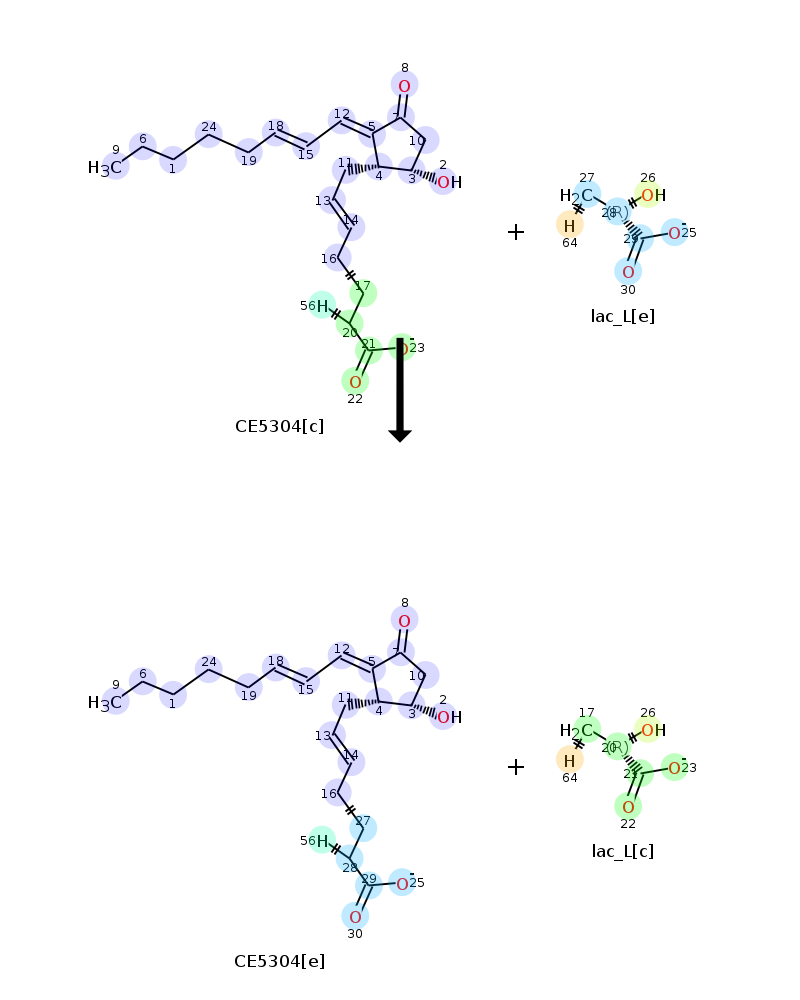 8
O
9 6 1 24 19 18 15 12 5 7 10
H3C
11 4 3 2
OH
13 14
16
17
56 H
20
21 O- 23
O
22
CE5304[c]
+
27 26
H2C OH
28 (R)
H 29 O- 25
64
O
30
lac_L[e]
8
O
9 6 1 24 19 18 15 12 5 7 10
H3C
11 4 3 2
OH
13 14
16
27
56 H
28
29 O- 25
O
30
CE5304[e]
+
17 26
H2C OH
20 (R)
H 21 O- 23
64
O
22
lac_L[c]